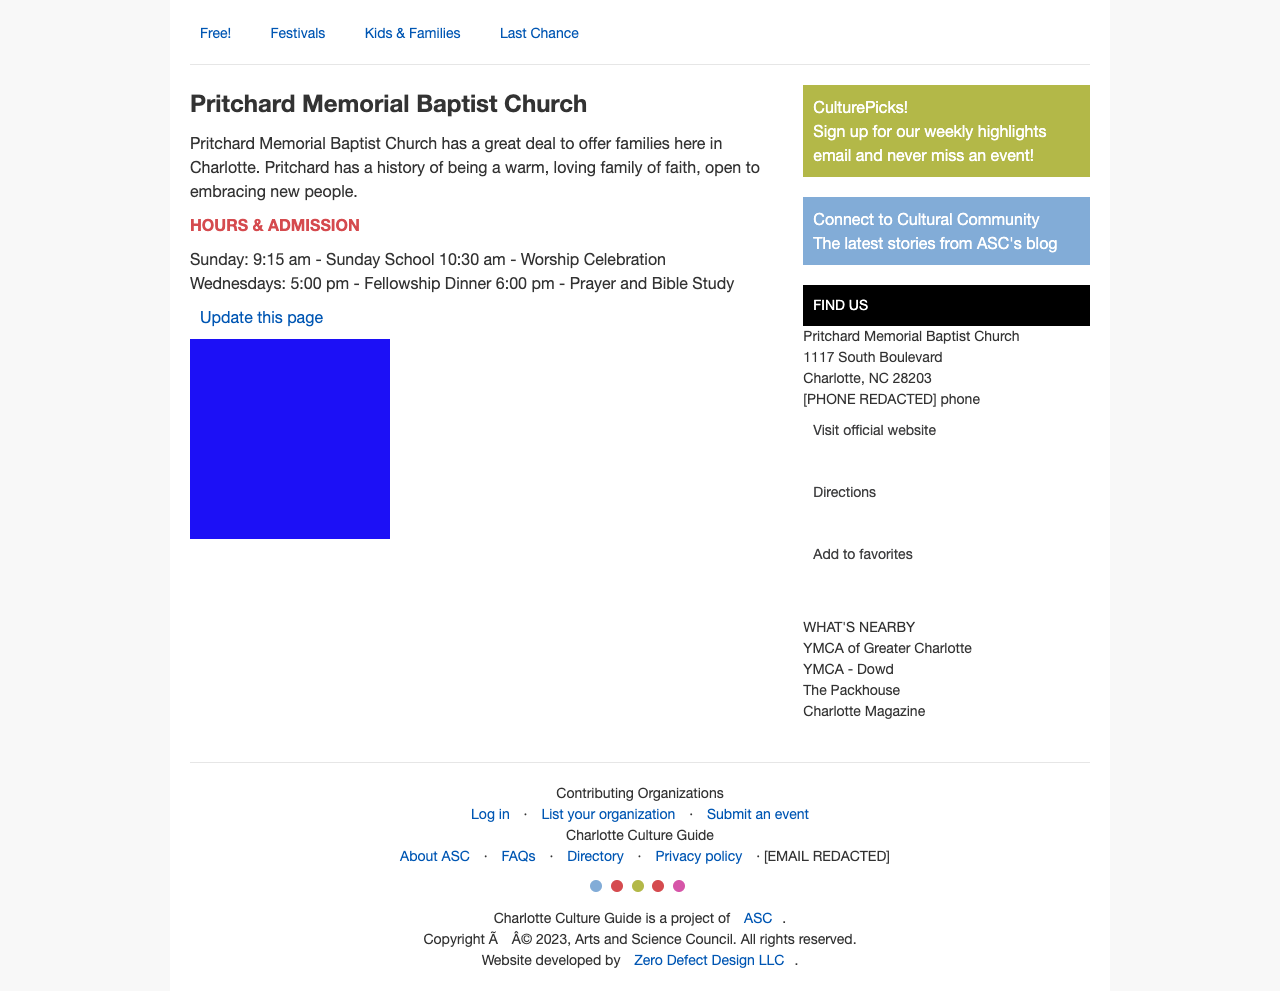 Free! Festivals Kids & Families Last Chance
Pritchard Memorial Baptist Church
Pritchard Memorial Baptist Church has a great deal to offer families here in
Charlotte. Pritchard has a history of being a warm, loving family of faith, open to
embracing new people.
HOURS & ADMISSION
Sunday: 9:15 am - Sunday School 10:30 am - Worship Celebration
Wednesdays: 5:00 pm - Fellowship Dinner 6:00 pm - Prayer and Bible Study
Update this page
CulturePicks!
Sign up for our weekly highlights
email and never miss an event!
Connect to Cultural Community
The latest stories from ASC's blog
FIND US
Pritchard Memorial Baptist Church
1117 South Boulevard
Charlotte, NC 28203
[PHONE REDACTED] phone
Visit official website
Directions
Add to favorites
WHAT'S NEARBY
YMCA of Greater Charlotte
YMCA - Dowd
The Packhouse
Charlotte Magazine
Contributing Organizations
Log in · List your organization · Submit an event
Charlotte Culture Guide
About ASC · FAQs · Directory · Privacy policy · [EMAIL REDACTED]
Charlotte Culture Guide is a project of ASC .
Copyright Ã Â© 2023, Arts and Science Council. All rights reserved.
Website developed by Zero Defect Design LLC .